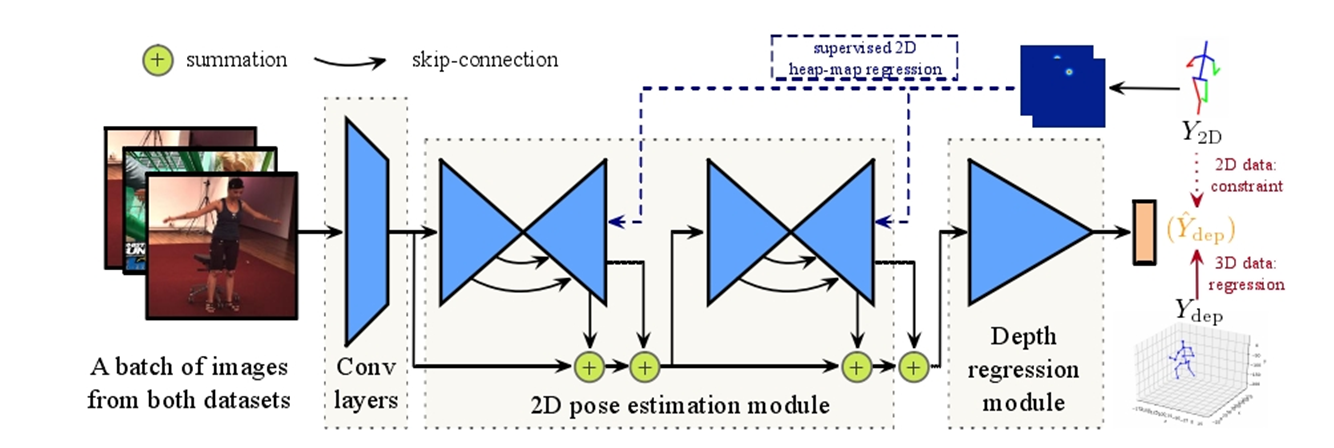 summation
skip-connection
supervised 2D
heap-map regression
Y2D
2D data:
constraint
(Ŷdep)
3D data:
regression
Ydep
A batch of images
from both datasets
Conv
layers
2D pose estimation module
Depth
regression
module
+
+
+
+
+